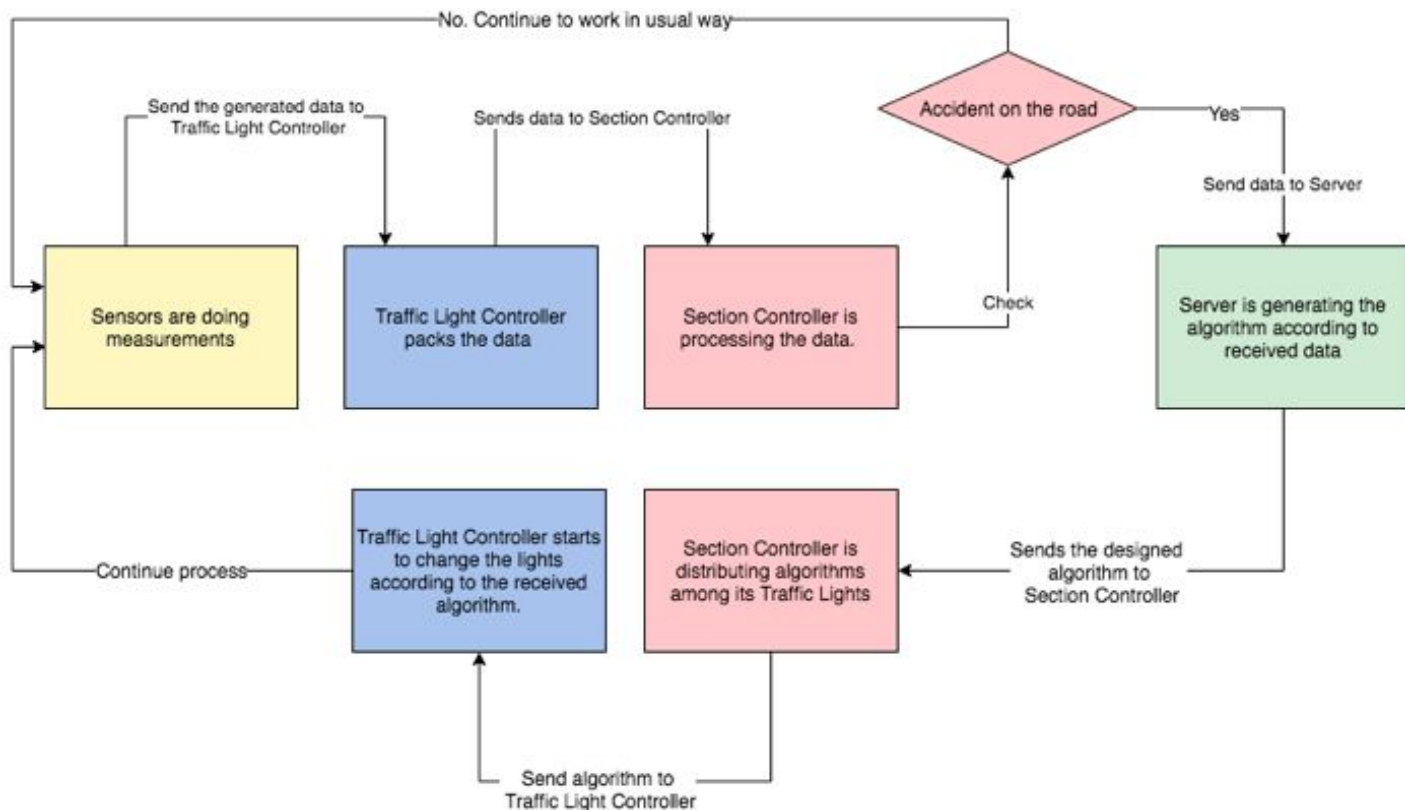 No. Continue to work in usual way
Accident on the road
Yes
Send the generated data to
Traffic Light Controller
Sends data to Section Controller
Send data to Server
Sensors are doing
measurements
Traffic Light Controller
packs the data
Section Controller is
processing the data.
Check
Server is generating the
algorithm according to
received data
Traffic Light Controller starts
to change the lights
according to the received
algorithm.
Section Controller is
distributing algorithms
among its Traffic Lights
Sends the designed
algorithm to
Section Controller
Continue process
Send algorithm to
Traffic Light Controller